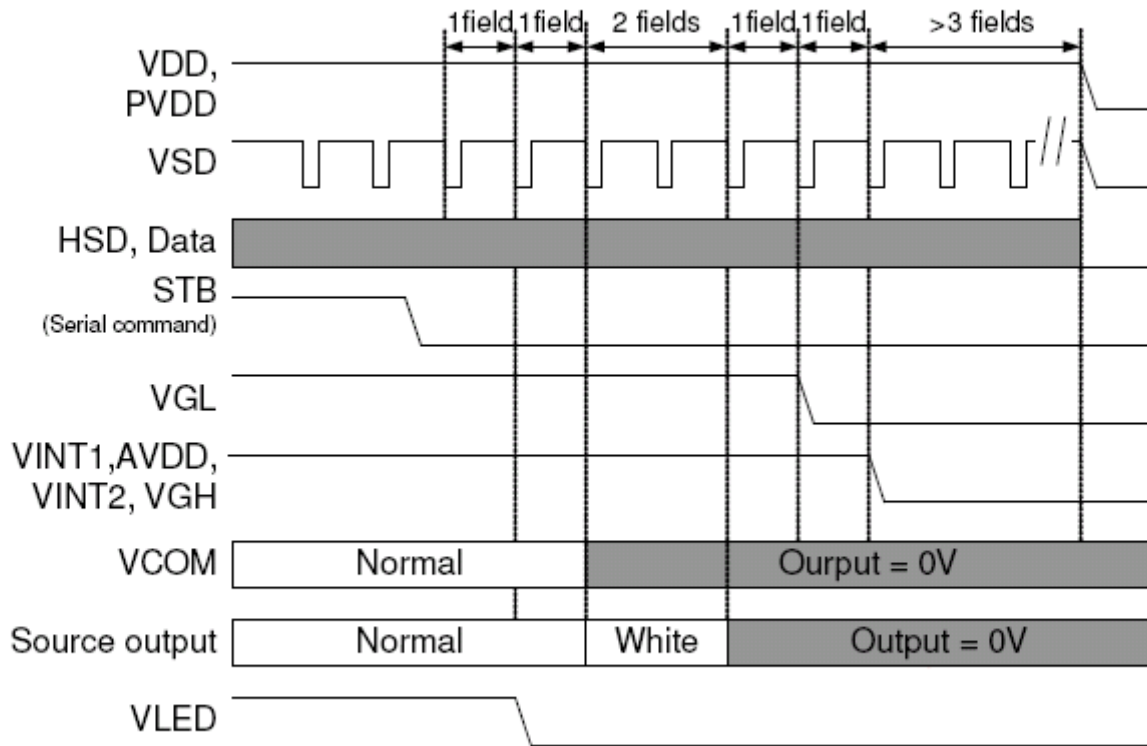 1field 1field 2 fields 1field 1field >3 fields
VDD,
PVDD
VSD
HSD, Data
STB
(Serial command)
VGL
VINT1,AVDD,
VINT2, VGH
VCOM Normal Ourput = 0V
Source output Normal White Output = 0V
VLED